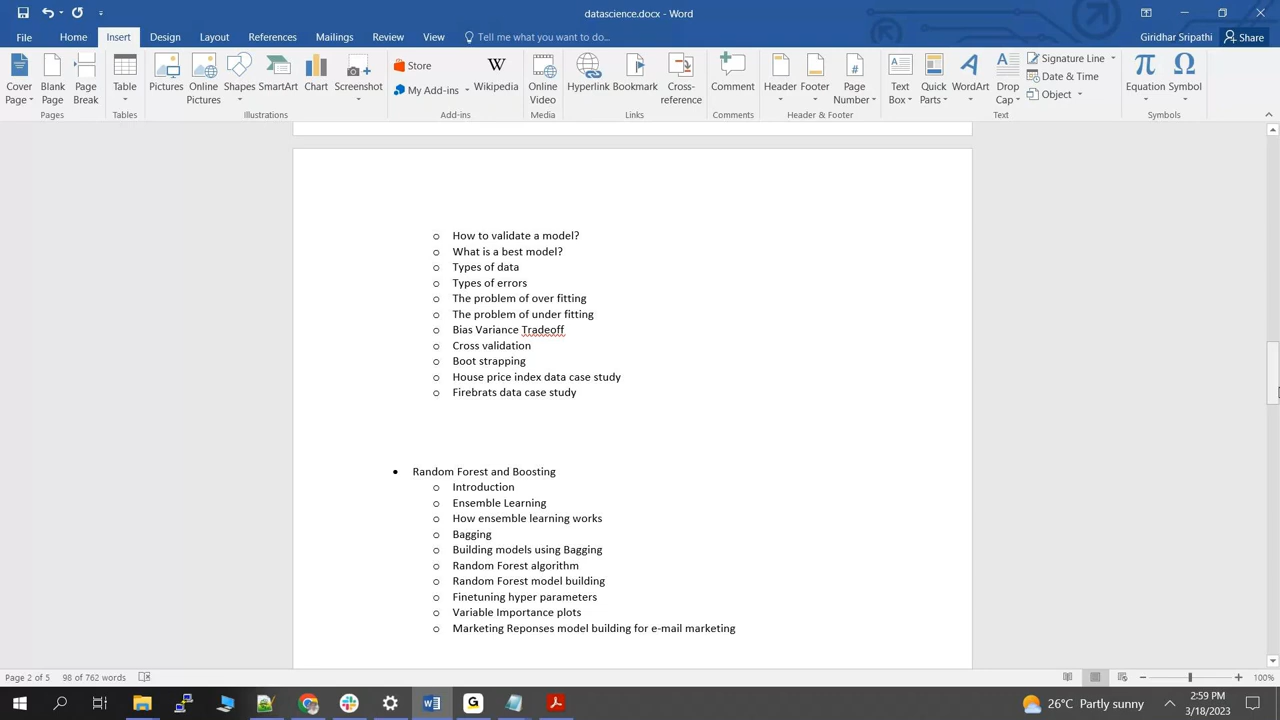 datascience.docx - Word
File Home Insert Design Layout References Mailings Review View Tell me what you want to do... Giridhar Sripathi Share
Cover Page Blank Page Page Break Table Pictures Online Pictures Shapes SmartArt Chart Screenshot Store My Add-ins Wikipedia Online Video Hyperlink Bookmark Cross-reference Comment Header Footer Page Number Text Box Quick Parts WordArt Drop Cap Signature Line Date & Time Object Equation Symbol
Pages Tables Illustrations Add-ins Media Links Comments Header & Footer Text Symbols
How to validate a model?
What is a best model?
Types of data
Types of errors
The problem of over fitting
The problem of under fitting
Bias Variance Tradeoff
Cross validation
Boot strapping
House price index data case study
Firebrats data case study
Random Forest and Boosting
Introduction
Ensemble Learning
How ensemble learning works
Bagging
Building models using Bagging
Random Forest algorithm
Random Forest model building
Finetuning hyper parameters
Variable Importance plots
Marketing Reponses model building for e-mail marketing
Page 2 of 5 98 of 762 words 100%
26°C Partly sunny 2:59 PM
3/18/2023